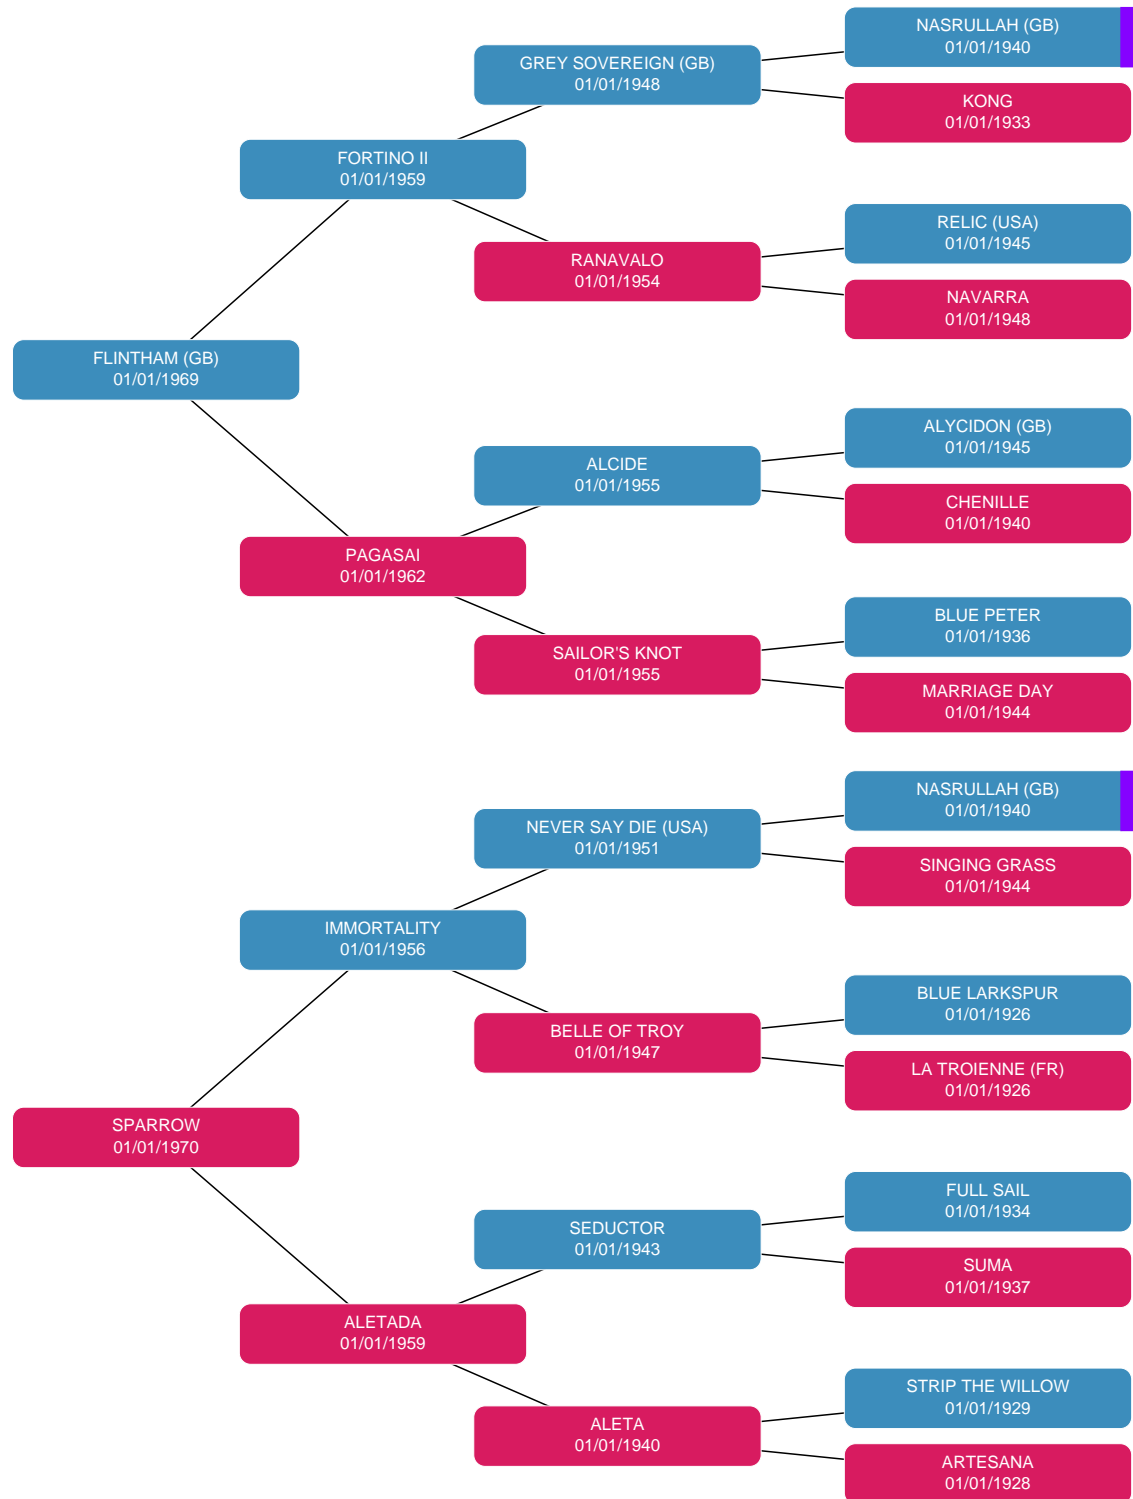 NASRULLAH (GB)
01/01/1940
GREY SOVEREIGN (GB)
01/01/1948
KONG
01/01/1933
FORTINO II
01/01/1959
RELIC (USA)
01/01/1945
RANAVALO
01/01/1954
NAVARRA
01/01/1948
FLINTHAM (GB)
01/01/1969
ALYCIDON (GB)
01/01/1945
ALCIDE
01/01/1955
CHENILLE
01/01/1940
PAGASAI
01/01/1962
BLUE PETER
01/01/1936
SAILOR'S KNOT
01/01/1955
MARRIAGE DAY
01/01/1944
NASRULLAH (GB)
01/01/1940
NEVER SAY DIE (USA)
01/01/1951
SINGING GRASS
01/01/1944
IMMORTALITY
01/01/1956
BLUE LARKSPUR
01/01/1926
BELLE OF TROY
01/01/1947
LA TROIENNE (FR)
01/01/1926
SPARROW
01/01/1970
FULL SAIL
01/01/1934
SEDUCTOR
01/01/1943
SUMA
01/01/1937
ALETADA
01/01/1959
STRIP THE WILLOW
01/01/1929
ALETA
01/01/1940
ARTESANA
01/01/1928